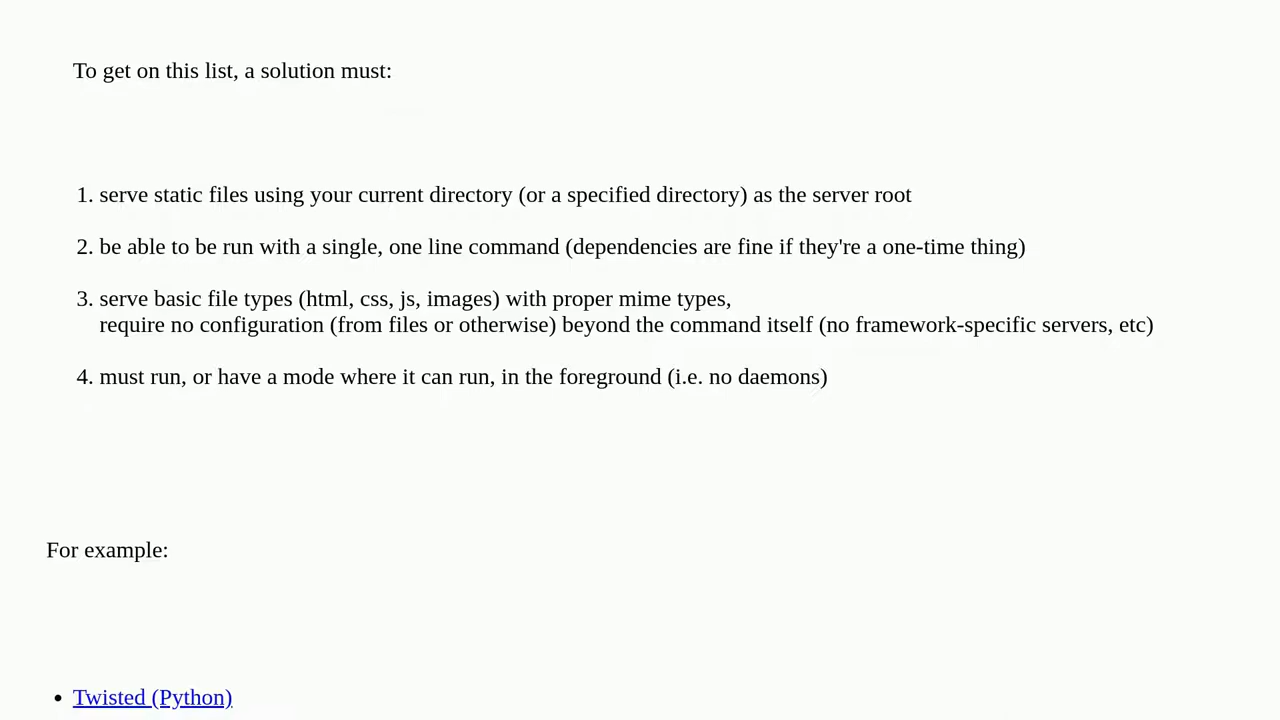 To get on this list, a solution must:
1. serve static files using your current directory (or a specified directory) as the server root
2. be able to be run with a single, one line command (dependencies are fine if they're a one-time thing)
3. serve basic file types (html, css, js, images) with proper mime types,
require no configuration (from files or otherwise) beyond the command itself (no framework-specific servers, etc)
4. must run, or have a mode where it can run, in the foreground (i.e. no daemons)
For example:
• Twisted (Python)